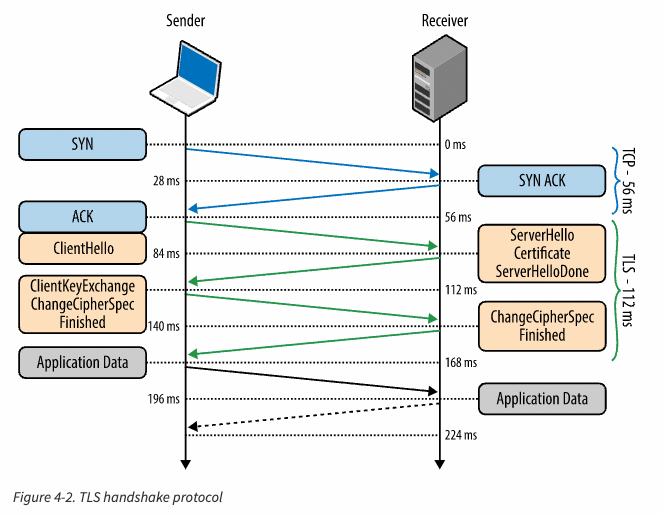 Sender
Receiver
SYN
0 ms
28 ms
SYN ACK
TCP - 56 ms
ACK
56 ms
ClientHello
84 ms
ServerHello
Certificate
ServerHelloDone
TLS - 112 ms
ClientKeyExchange
ChangeCipherSpec
Finished
112 ms
140 ms
ChangeCipherSpec
Finished
Application Data
168 ms
196 ms
Application Data
224 ms
Figure 4-2. TLS handshake protocol